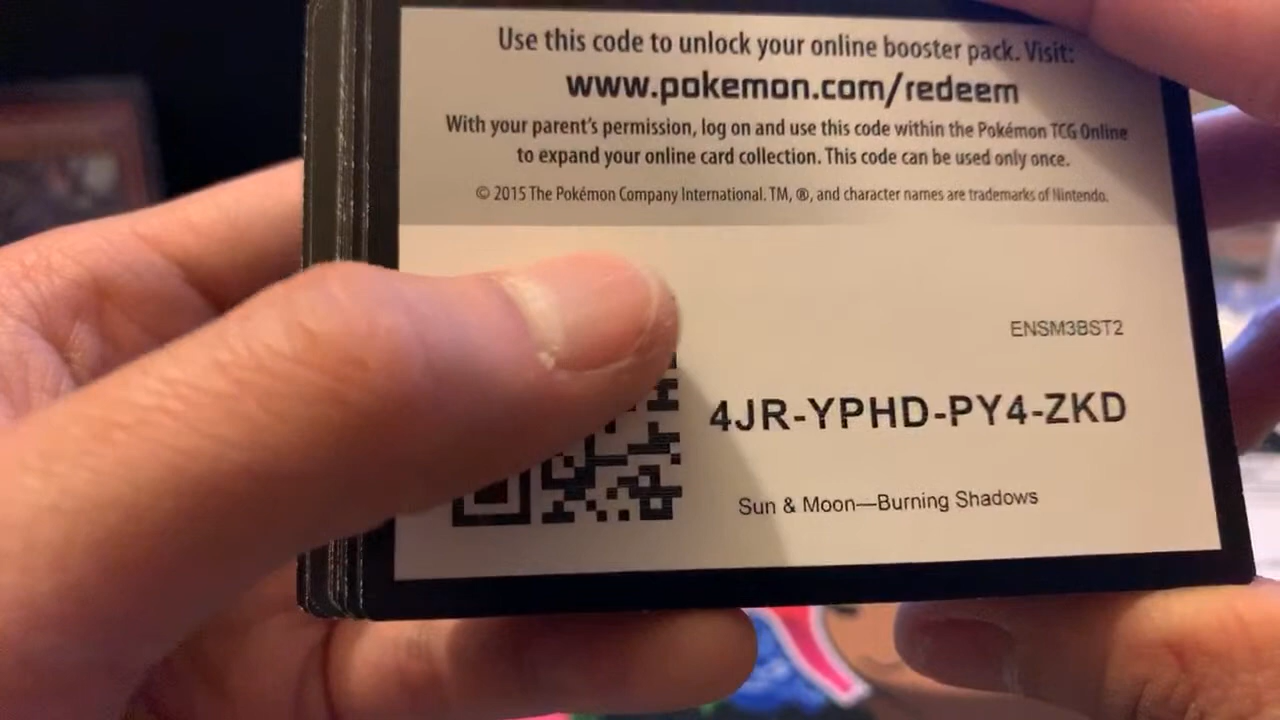 Use this code to unlock your online booster pack. Visit:
www.pokemon.com/redeem
With your parent's permission, log on and use this code within the Pokémon TCG Online
to expand your online card collection. This code can be used only once.
© 2015 The Pokémon Company International. TM, ®, and character names are trademarks of Nintendo.
ENSM3BST2
4JR-YPHD-PY4-ZKD
Sun & Moon—Burning Shadows